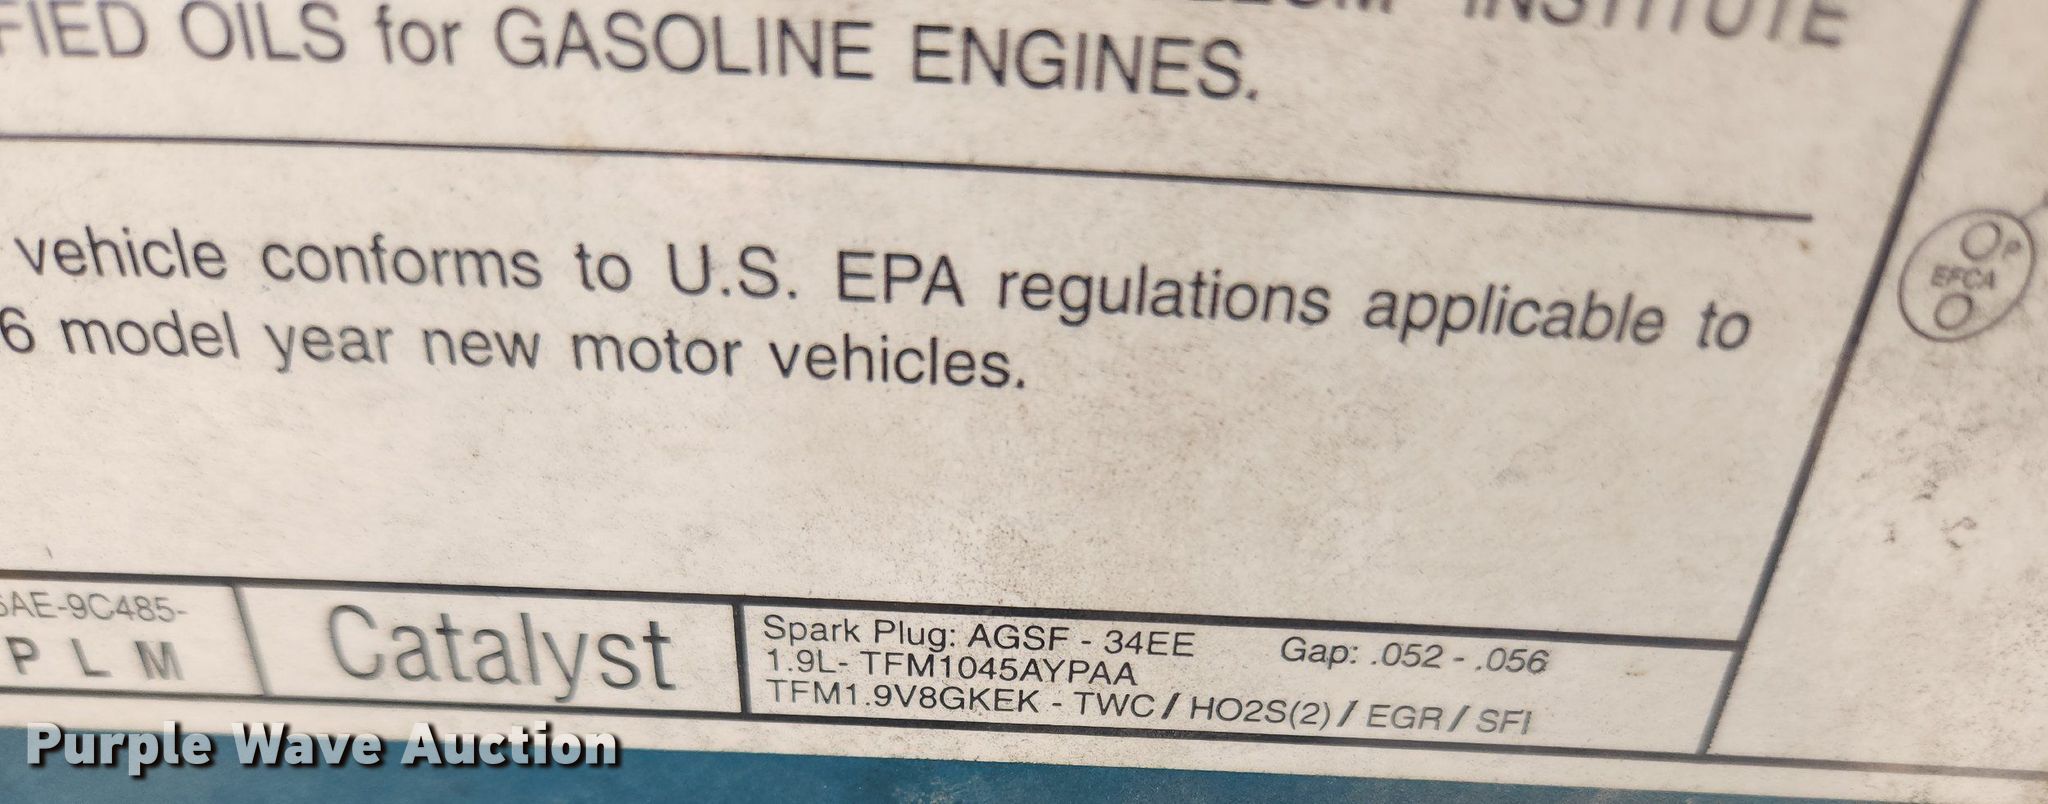 INSTITUTE
FIED OILS for GASOLINE ENGINES.
vehicle conforms to U.S. EPA regulations applicable to
6 model year new motor vehicles.
EFCA
6AE-9C485-
P L M
Catalyst
Spark Plug: AGSF - 34EE Gap: .052 - .056
1.9L- TFM1045AYPAA
TFM1.9V8GKEK - TWC / HO2S(2) / EGR / SFI
Purple Wave Auction